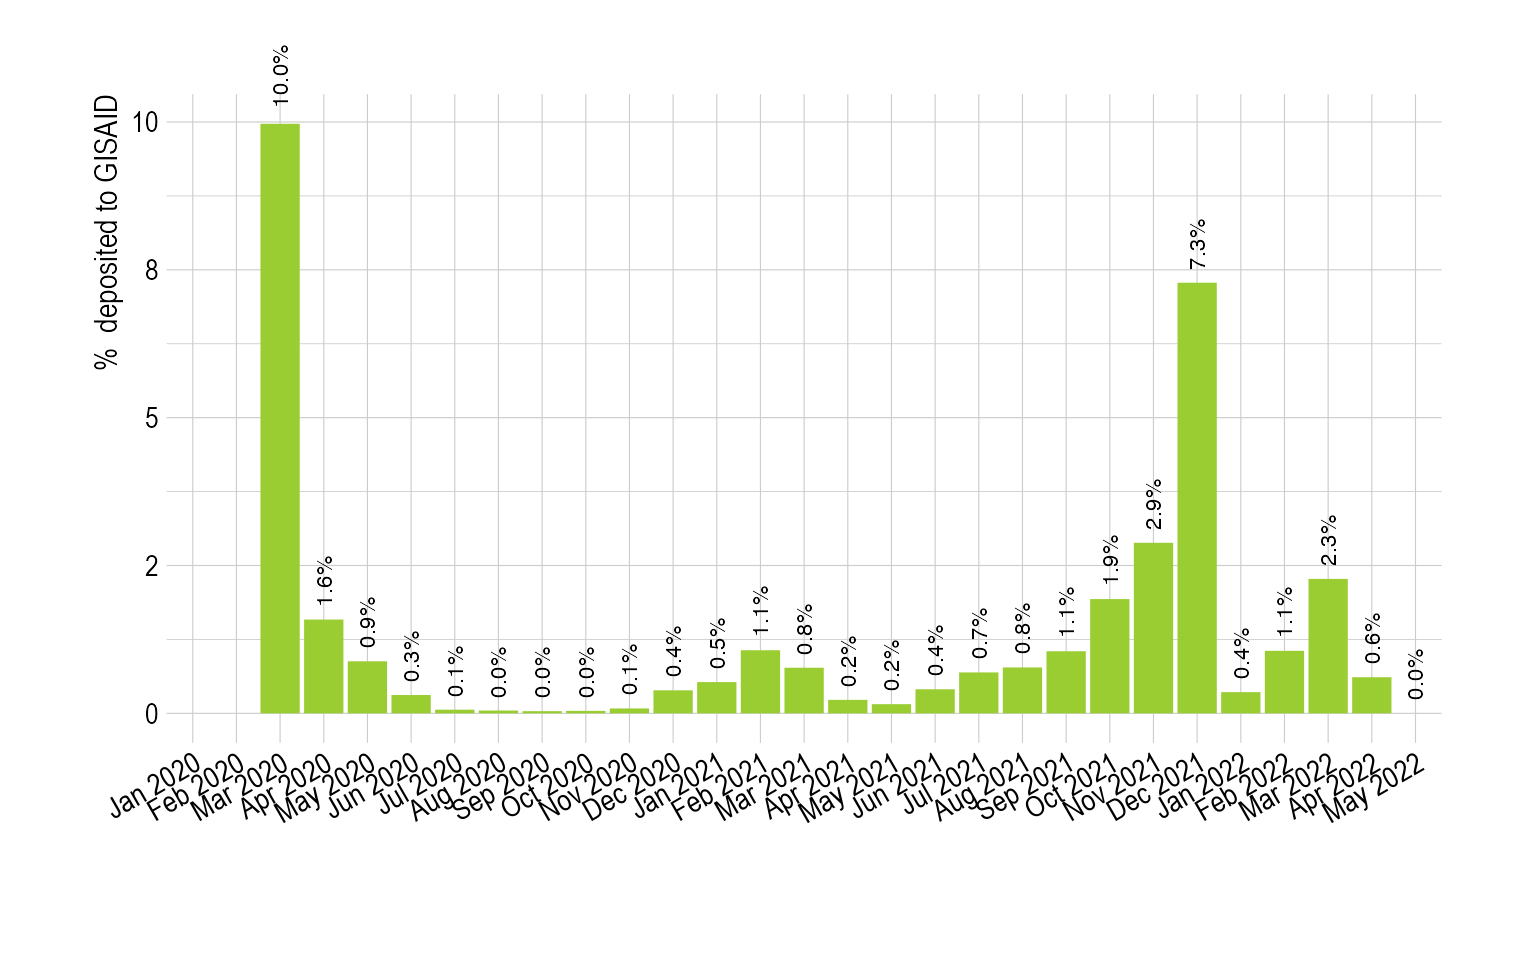 % deposited to GISAID
10
8
5
2
0
10.0%
1.6%
0.9%
0.3%
0.1%
0.0%
0.0%
0.0%
0.1%
0.4%
0.5%
1.1%
0.8%
0.2%
0.2%
0.4%
0.7%
0.8%
1.1%
1.9%
2.9%
7.3%
0.4%
1.1%
2.3%
0.6%
0.0%
Jan 2020
Feb 2020
Mar 2020
Apr 2020
May 2020
Jun 2020
Jul 2020
Aug 2020
Sep 2020
Oct 2020
Nov 2020
Dec 2020
Jan 2021
Feb 2021
Mar 2021
Apr 2021
May 2021
Jun 2021
Jul 2021
Aug 2021
Sep 2021
Oct 2021
Nov 2021
Dec 2021
Jan 2022
Feb 2022
Mar 2022
Apr 2022
May 2022